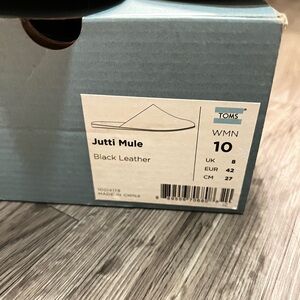 TOMS
WMN
10
Jutti Mule
Black Leather
UK 8
EUR 42
CM 27
MADE IN CHINA